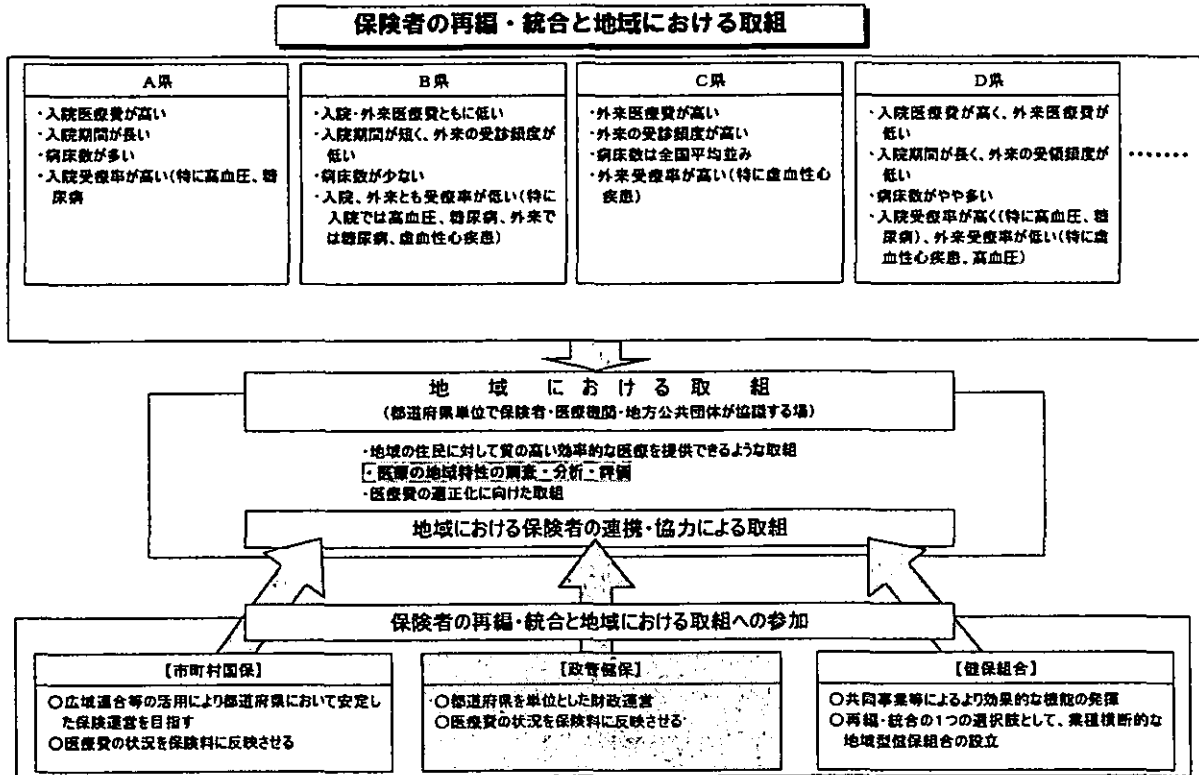 保険者の再編・統合と地域における取組
A県
・入院医療費が高い
・入院期間が長い
・病床数が多い
・入院受療率が高い(特に高血圧、糖
尿病
B県
・入院・外来医療費ともに低い
・入院期間が短く、外来の受診頻度が
低い
・病床数が少ない
・入院、外来とも受療率が低い(特に
入院では高血圧、糖尿病、外来で
は糖尿病、虚血性心疾患)
C県
・外来医療費が高い
・外来の受診頻度が高い
・病床数は全国平均並み
・外来受療率が高い(特に虚血性心
疾患)
D県
・入院医療費が高く、外来医療費が
低い
・入院期間が長く、外来の受領頻度が
低い
・病床数がやや多い
・入院受療率が高く(特に高血圧、糖
尿病)、外来受療率が低い(特に虚
血性心疾患、高血圧)
‥‥‥‥
地域における取組
(都道府県単位で保険者・医療機関・地方公共団体が協議する場)
・地域の住民に対して質の高い効率的な医療を提供できるような取組
・医療の地域特性の調査・分析・評価
・医療費の適正化に向けた取組
地域における保険者の連携・協力による取組
保険者の再編・統合と地域における取組への参加
【市町村国保】
○広域連合等の活用により都道府県において安定し
た保険運営を目指す
○医療費の状況を保険料に反映させる
【政管健保】
○都道府県を単位とした財政運営
○医療費の状況を保険料に反映させる
【健保組合】
○共同事業等によるより効果的な機能の発揮
○再編・統合の1つの選択肢として、業種横断的な
地域型健保組合の設立